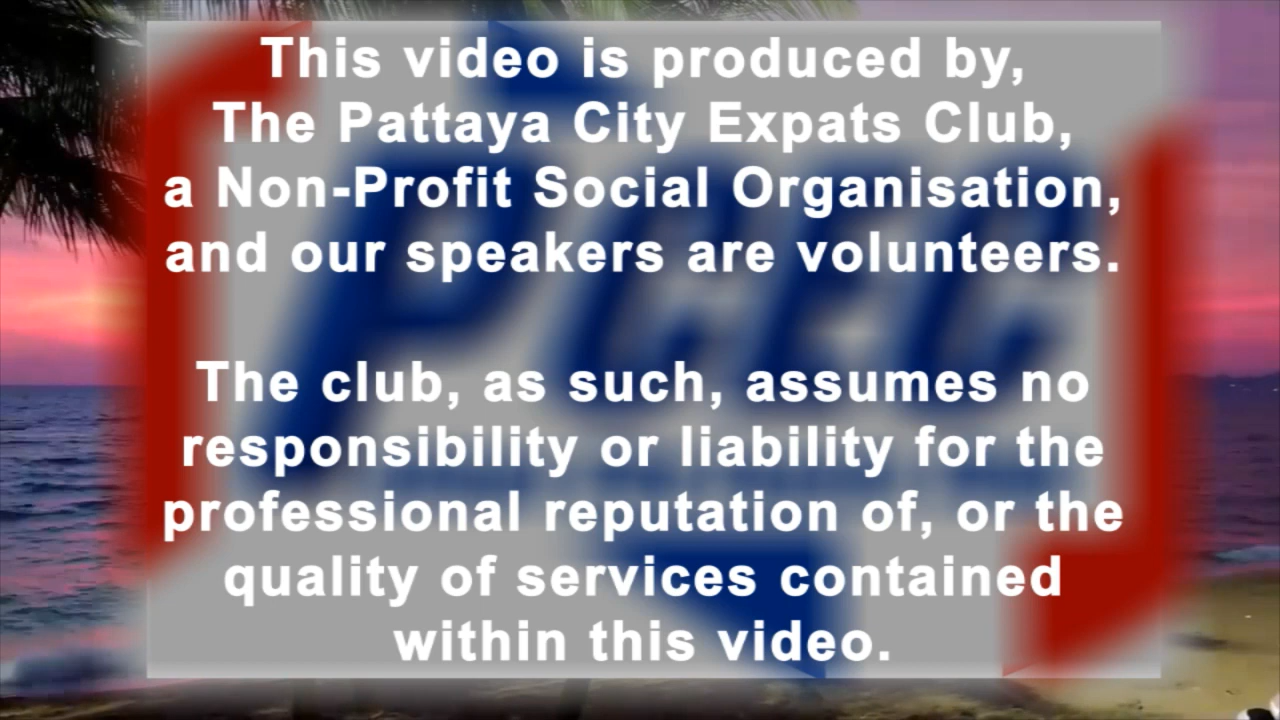 This video is produced by,
The Pattaya City Expats Club,
a Non-Profit Social Organisation,
and our speakers are volunteers.
The club, as such, assumes no
responsibility or liability for the
professional reputation of, or the
quality of services contained
within this video.